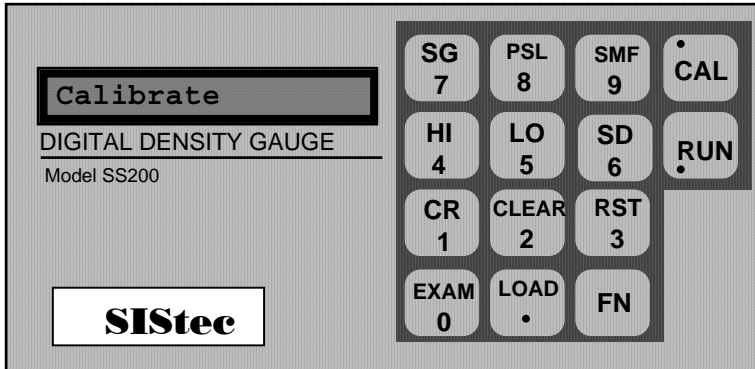 Calibrate
DIGITAL DENSITY GAUGE
Model SS200
SIStec
SG PSL SMF CAL
7 8 9
HI LO SD RUN
4 5 6
CR CLEAR RST
1 2 3
EXAM LOAD FN
0 •